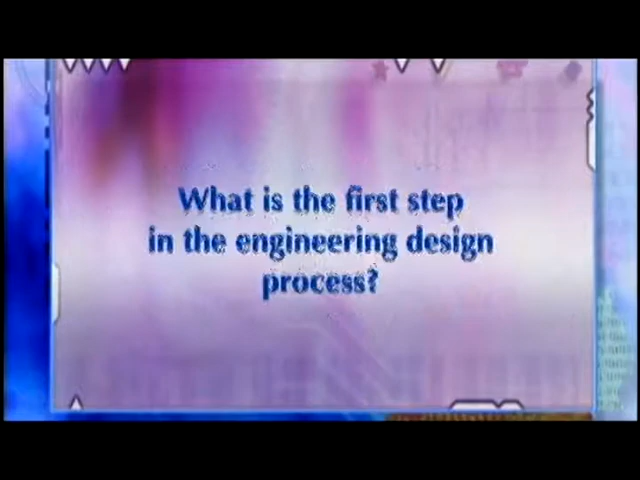 What is the first step
in the engineering design
process?